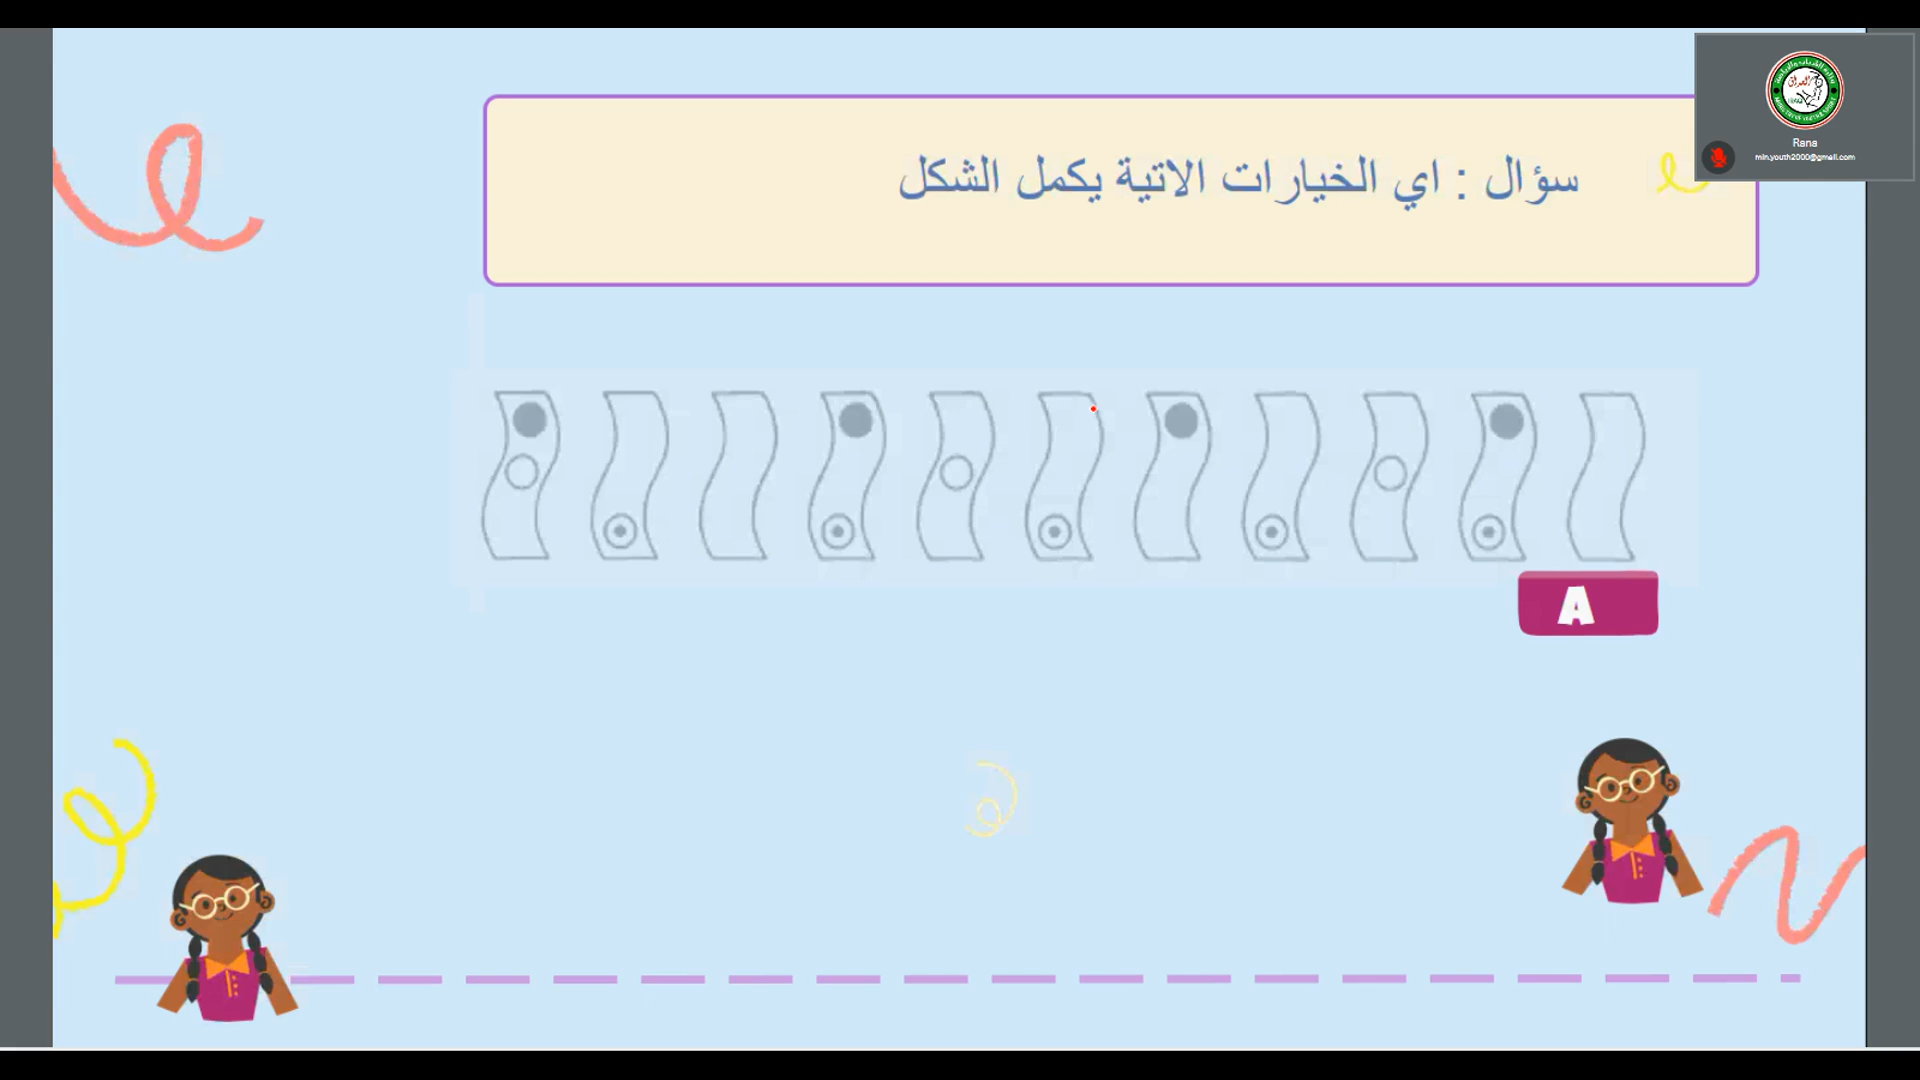 سؤال : اي الخيارات الاتية يكمل الشكل
Rana
min.youth2000@gmail.com
A